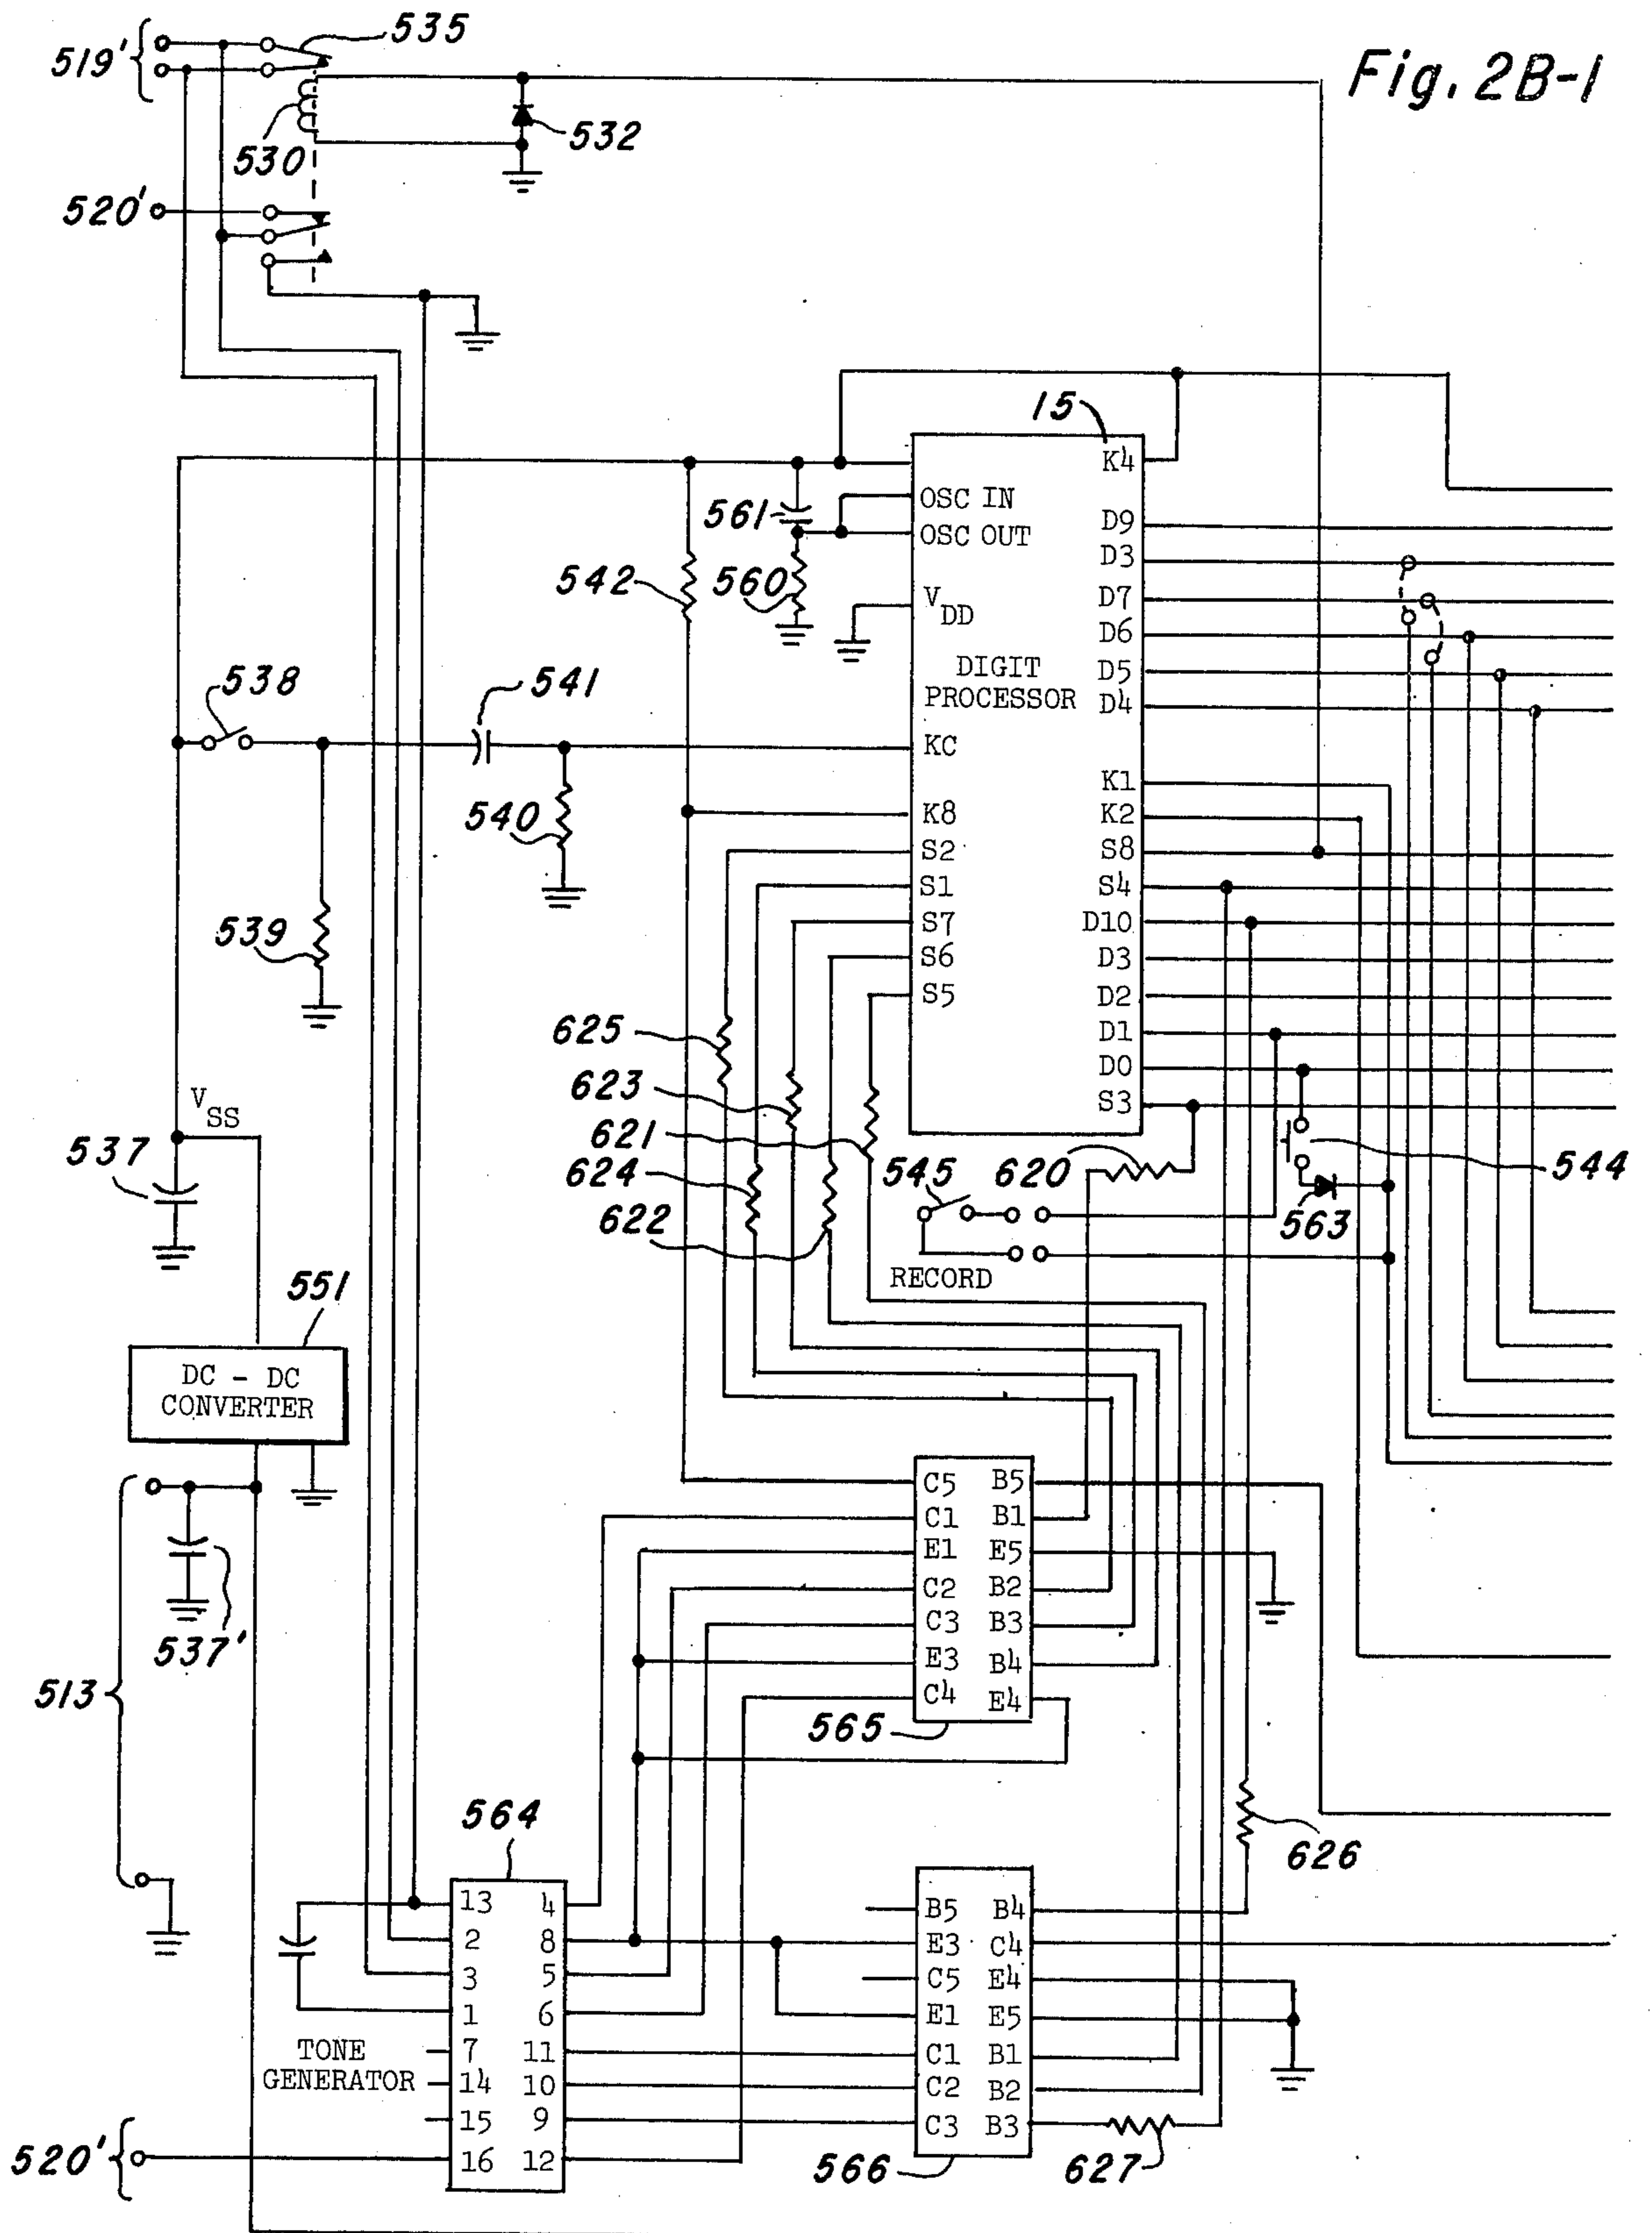 Fig. 2B-1
519'
535
530
532
520'
15
K4
OSC IN
OSC OUT
D9
D3
561
542
560
V DD
D7
D6
DIGIT
PROCESSOR
D5
D4
538
541
KC
K1
540
K8
K2
S2
S8
S1
S4
539
S7
D10
S6
D3
S5
D2
625
D1
623
D0
V SS
S3
621
537
624
545
620
544
622
563
RECORD
551
DC - DC
CONVERTER
C5 B5
C1 B1
E1 E5
C2 B2
537'
C3 B3
513
E3 B4
C4 E4
565
564
626
13 4
B5 B4
2 8
E3 C4
3 5
C5 E4
1 6
E1 E5
TONE
GENERATOR
7 11
C1 B1
14 10
C2 B2
15 9
C3 B3
520'
16 12
566
627